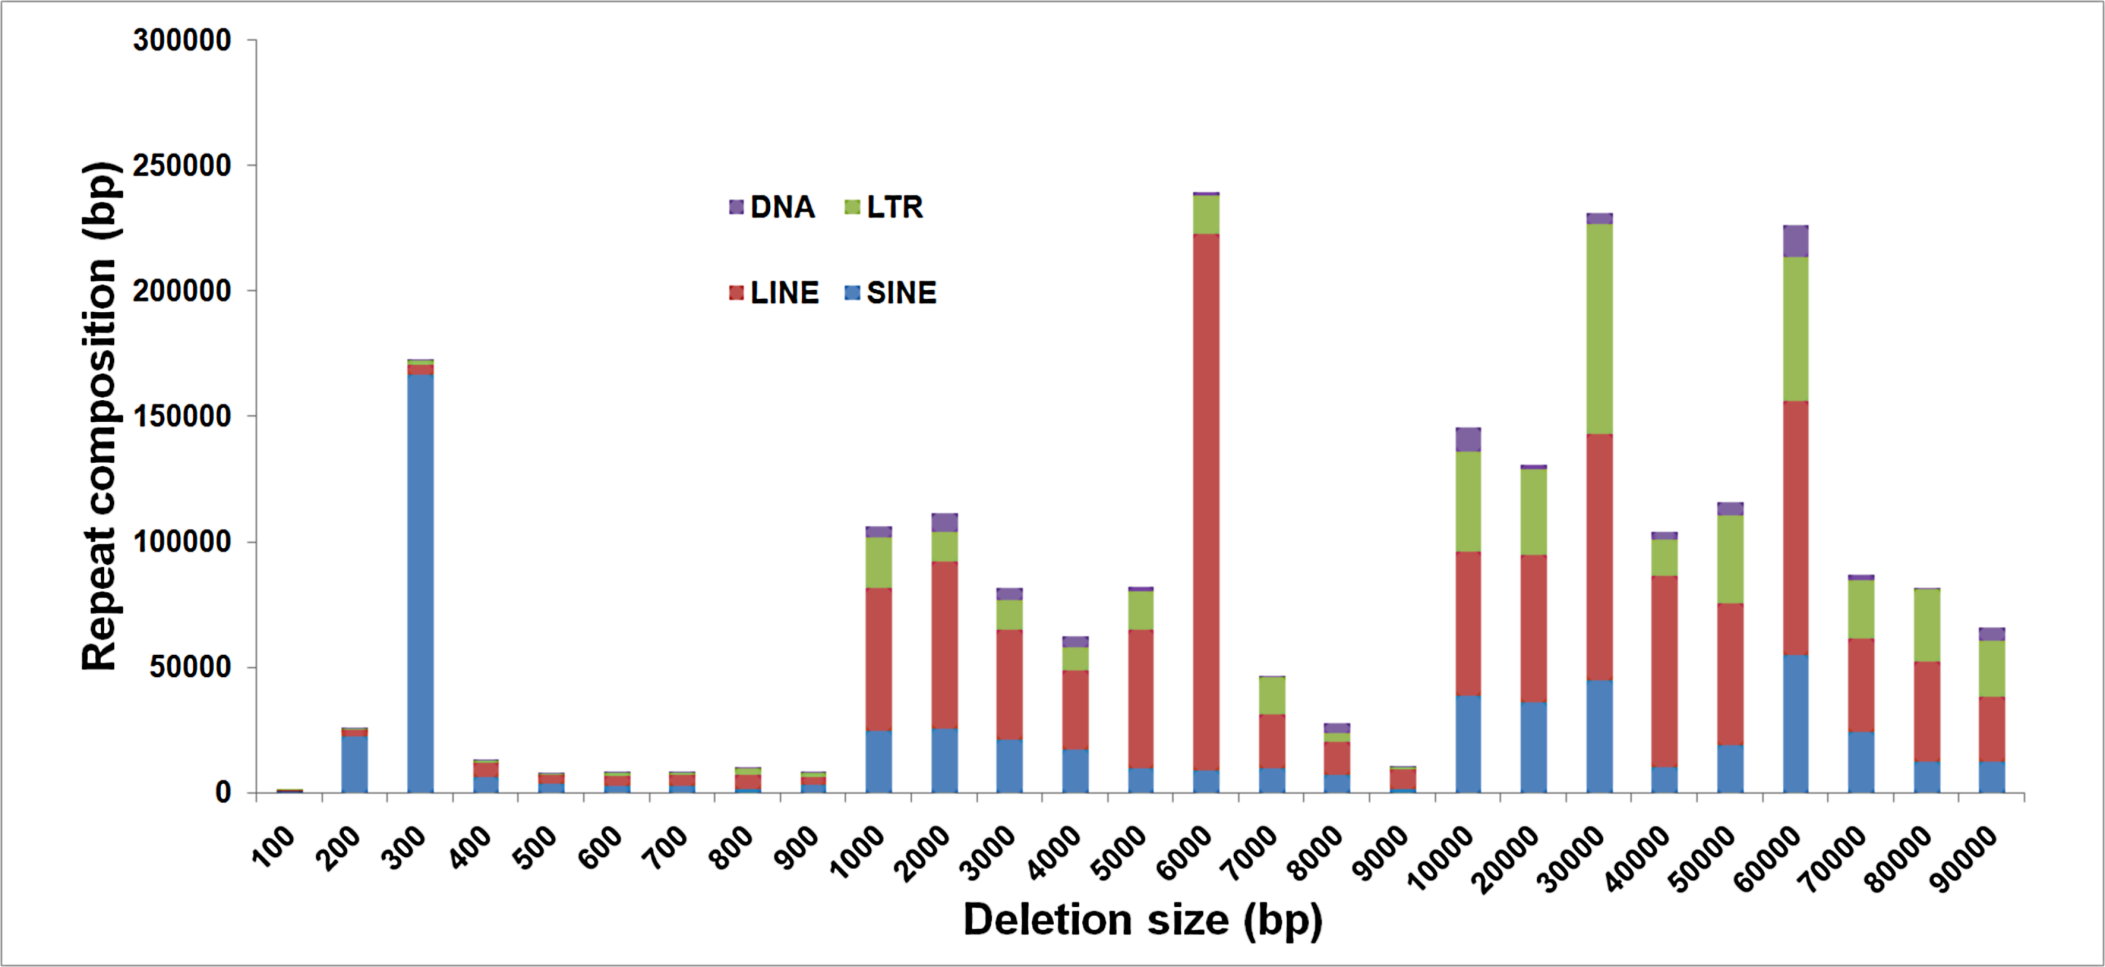 Repeat composition (bp)
300000
250000
200000
150000
100000
50000
0
DNA LTR
LINE SINE
100 200 300 400 500 600 700 800 900 1000 2000 3000 4000 5000 6000 7000 8000 9000 10000 20000 30000 40000 50000 60000 70000 80000 90000
Deletion size (bp)